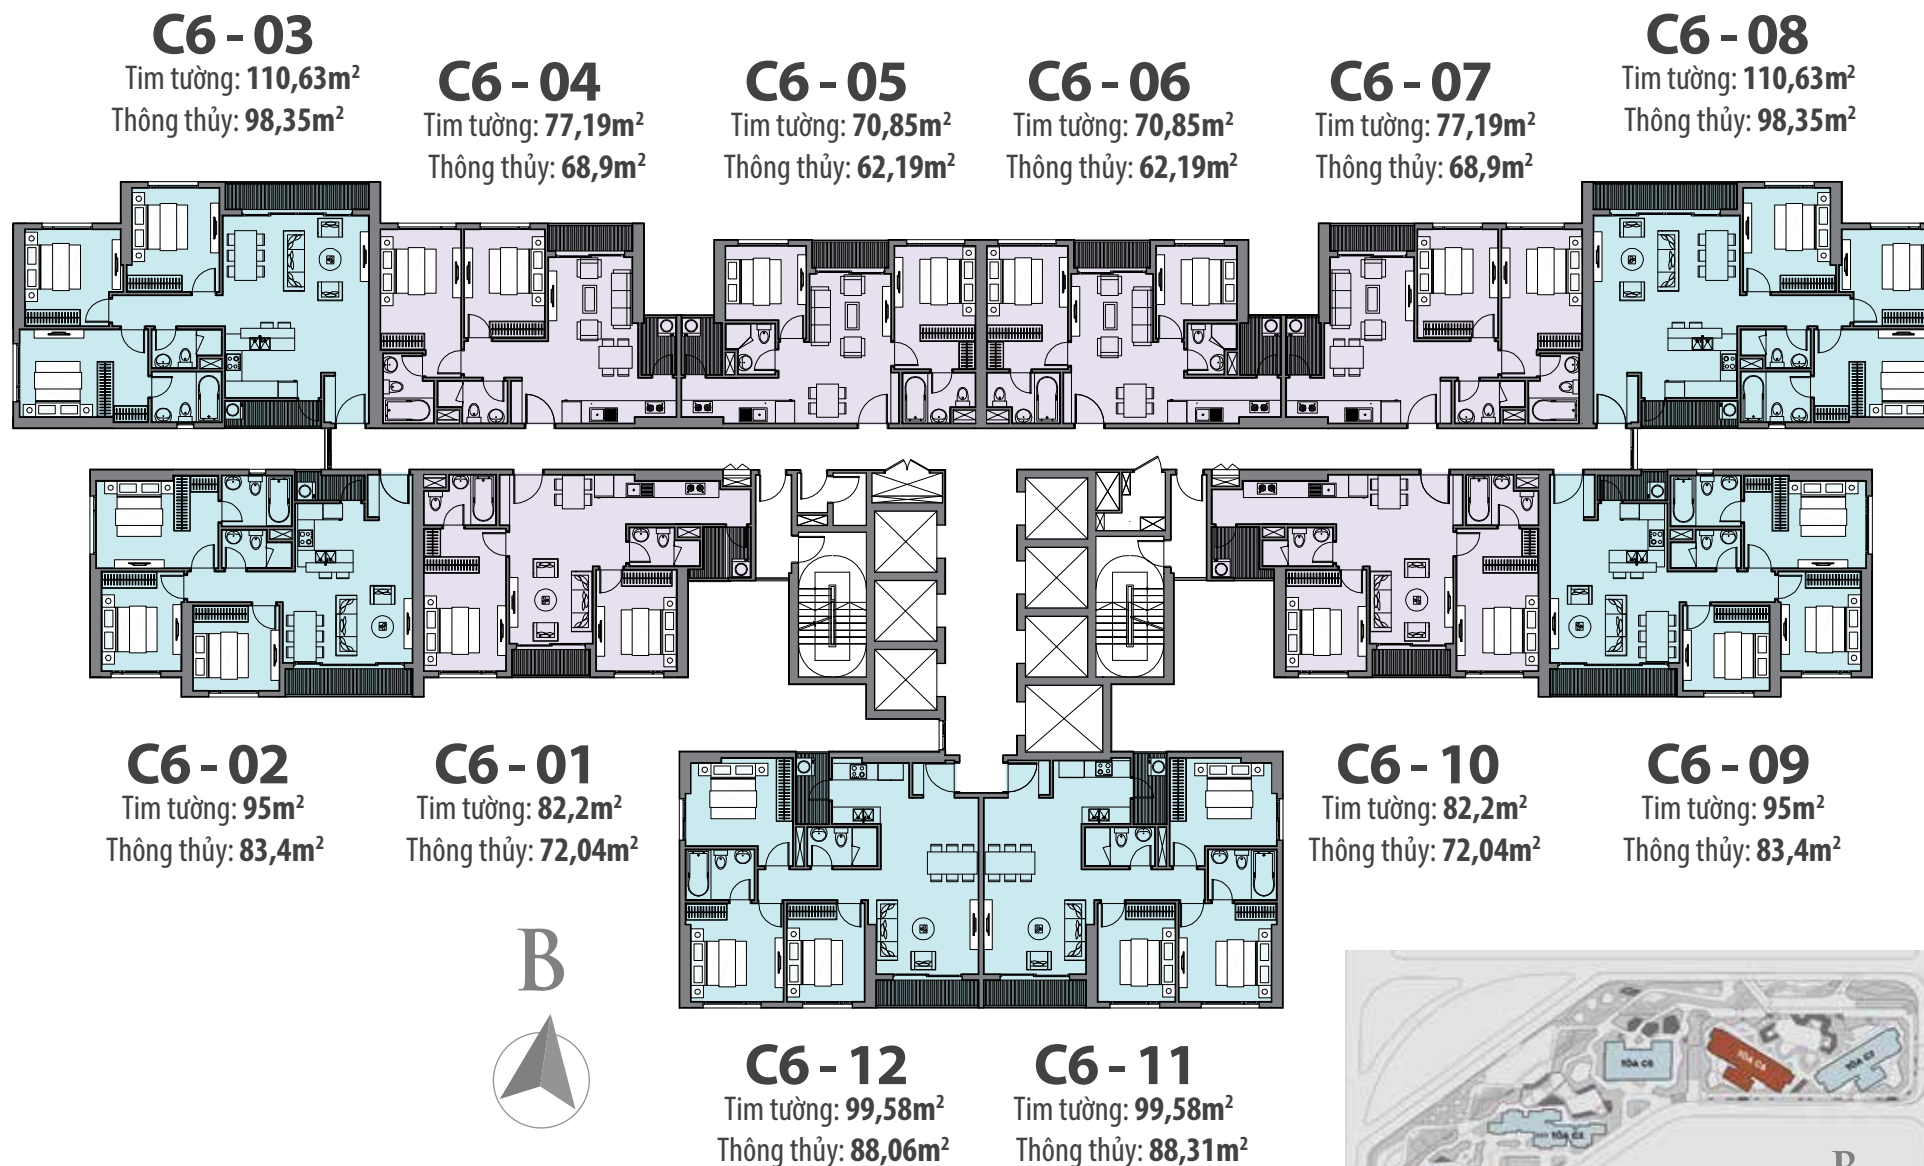 C6 - 03
Tim tường: 110,63m²
Thông thủy: 98,35m²
C6 - 04
Tim tường: 77,19m²
Thông thủy: 68,9m²
C6 - 05
Tim tường: 70,85m²
Thông thủy: 62,19m²
C6 - 06
Tim tường: 70,85m²
Thông thủy: 62,19m²
C6 - 07
Tim tường: 77,19m²
Thông thủy: 68,9m²
C6 - 08
Tim tường: 110,63m²
Thông thủy: 98,35m²
C6 - 02
Tim tường: 95m²
Thông thủy: 83,4m²
C6 - 01
Tim tường: 82,2m²
Thông thủy: 72,04m²
C6 - 10
Tim tường: 82,2m²
Thông thủy: 72,04m²
C6 - 09
Tim tường: 95m²
Thông thủy: 83,4m²
B
C6 - 12
Tim tường: 99,58m²
Thông thủy: 88,06m²
C6 - 11
Tim tường: 99,58m²
Thông thủy: 88,31m²
TÒA C7
B